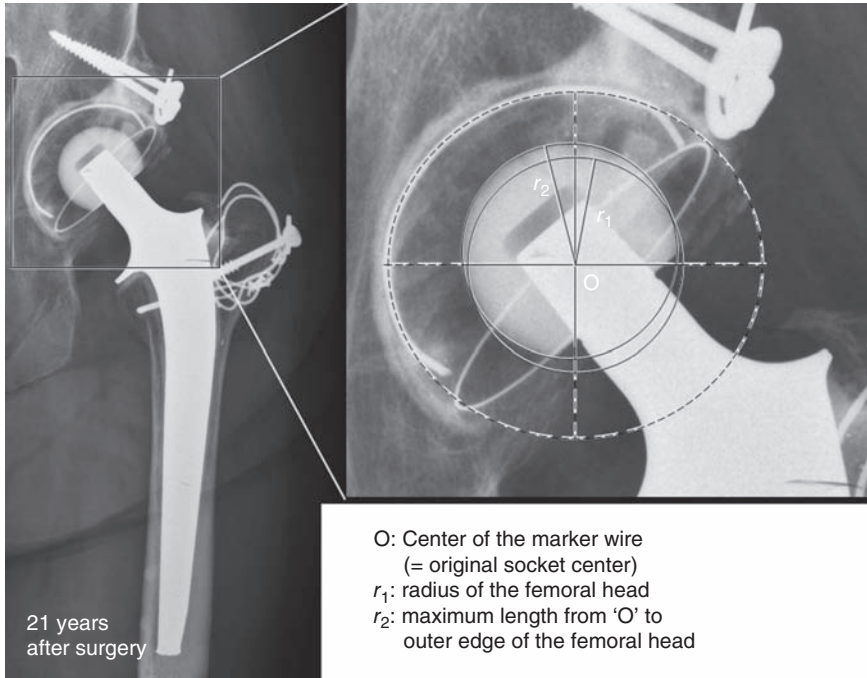 r2
r1
O
21 years
after surgery
O: Center of the marker wire
(= original socket center)
r1: radius of the femoral head
r2: maximum length from ‘O’ to
outer edge of the femoral head